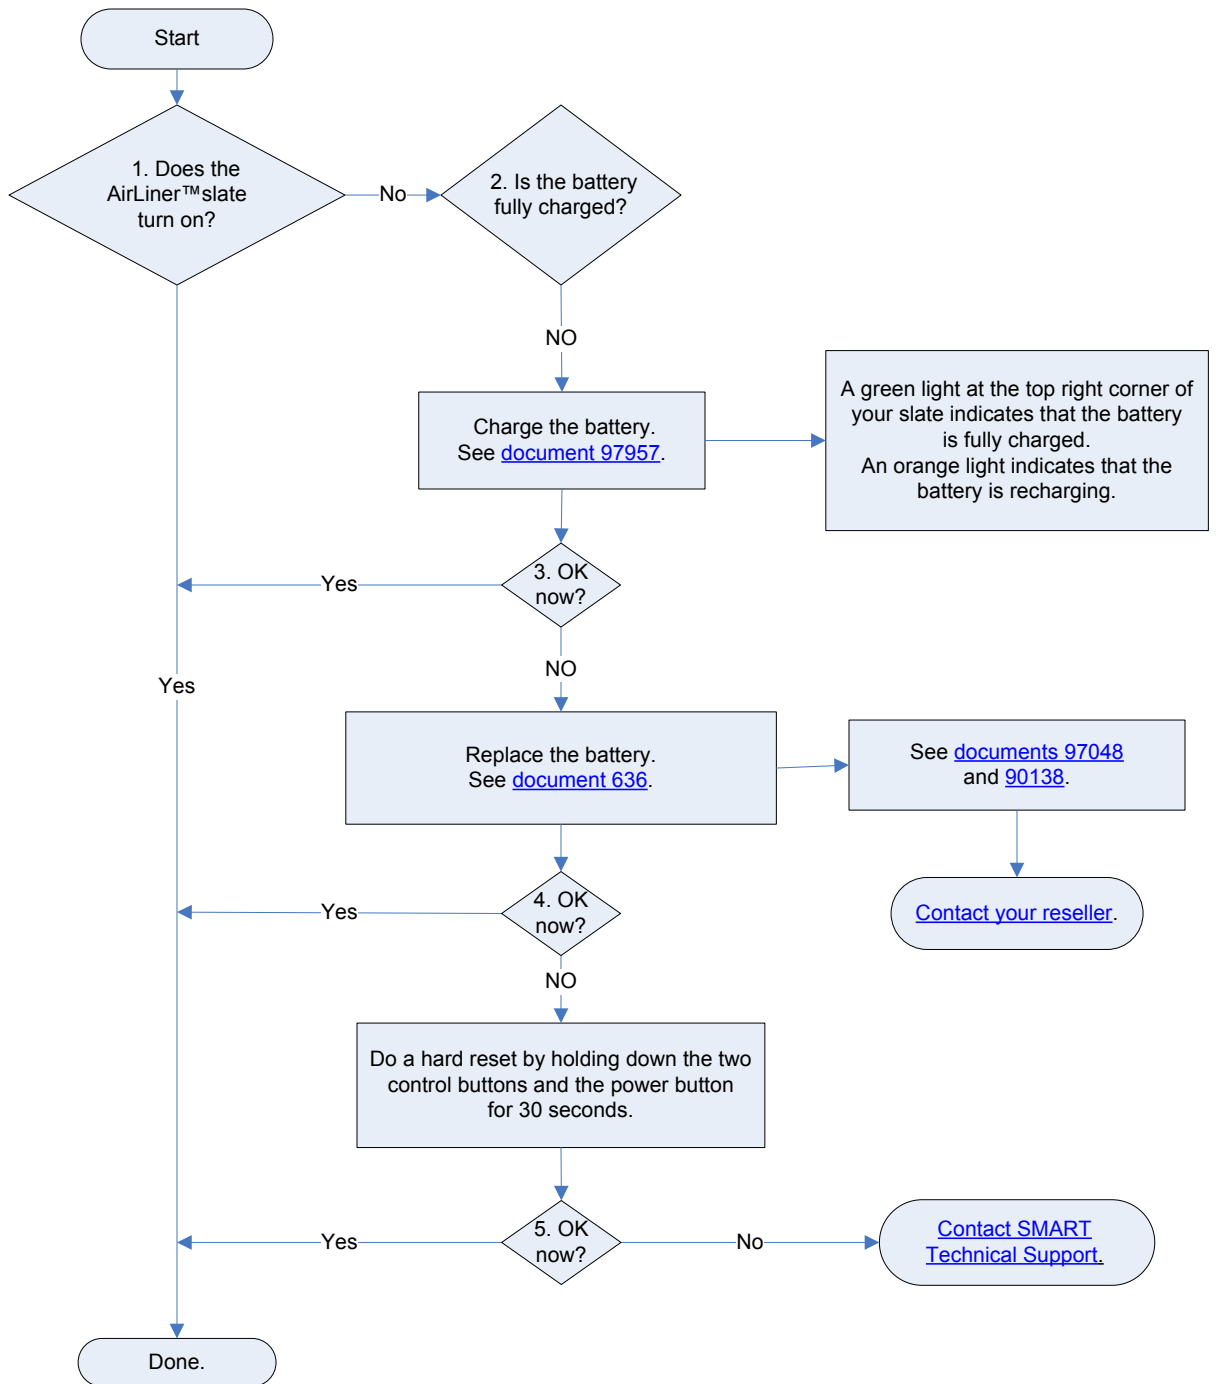 Start
1. Does the
AirLiner™slate
turn on?
No
2. Is the battery
fully charged?
NO
Charge the battery.
See document 97957.
A green light at the top right corner of
your slate indicates that the battery
is fully charged.
An orange light indicates that the
battery is recharging.
3. OK
now?
Yes
NO
Yes
Replace the battery.
See document 636.
See documents 97048
and 90138.
4. OK
now?
Yes
Contact your reseller.
NO
Do a hard reset by holding down the two
control buttons and the power button
for 30 seconds.
5. OK
now?
Yes
No
Contact SMART
Technical Support.
Done.